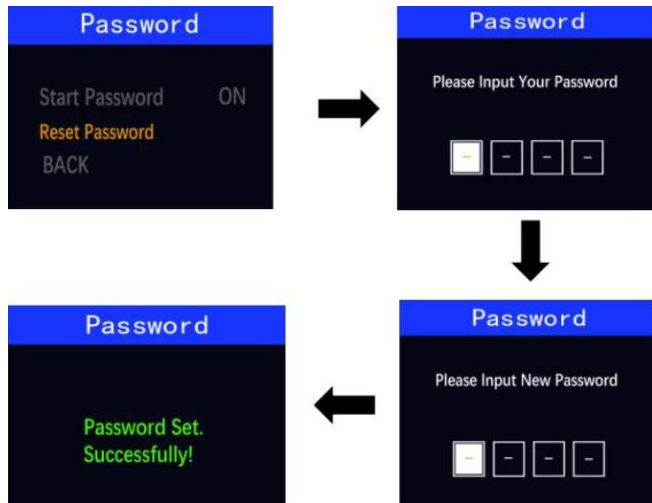 Password
Start Password ON
Reset Password
BACK
Password
Please Input Your Password
- - - -
Password
Please Input New Password
- - - -
Password
Password Set.
Successfully!